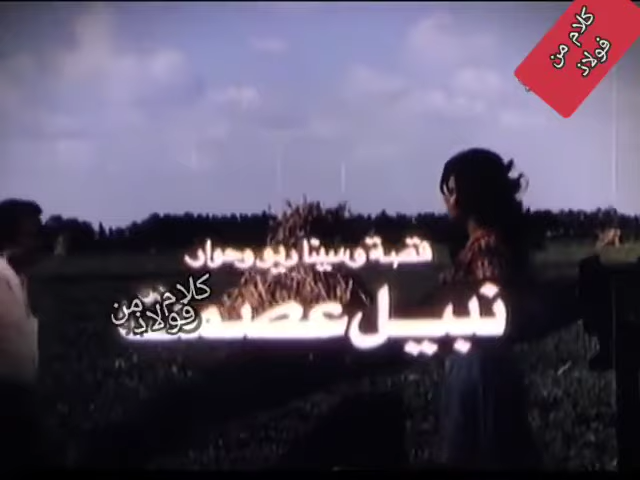 كلام من
فولاذ
قصة وسيناريو وحوار
نبيل عصمت
كلام من
فولاذ